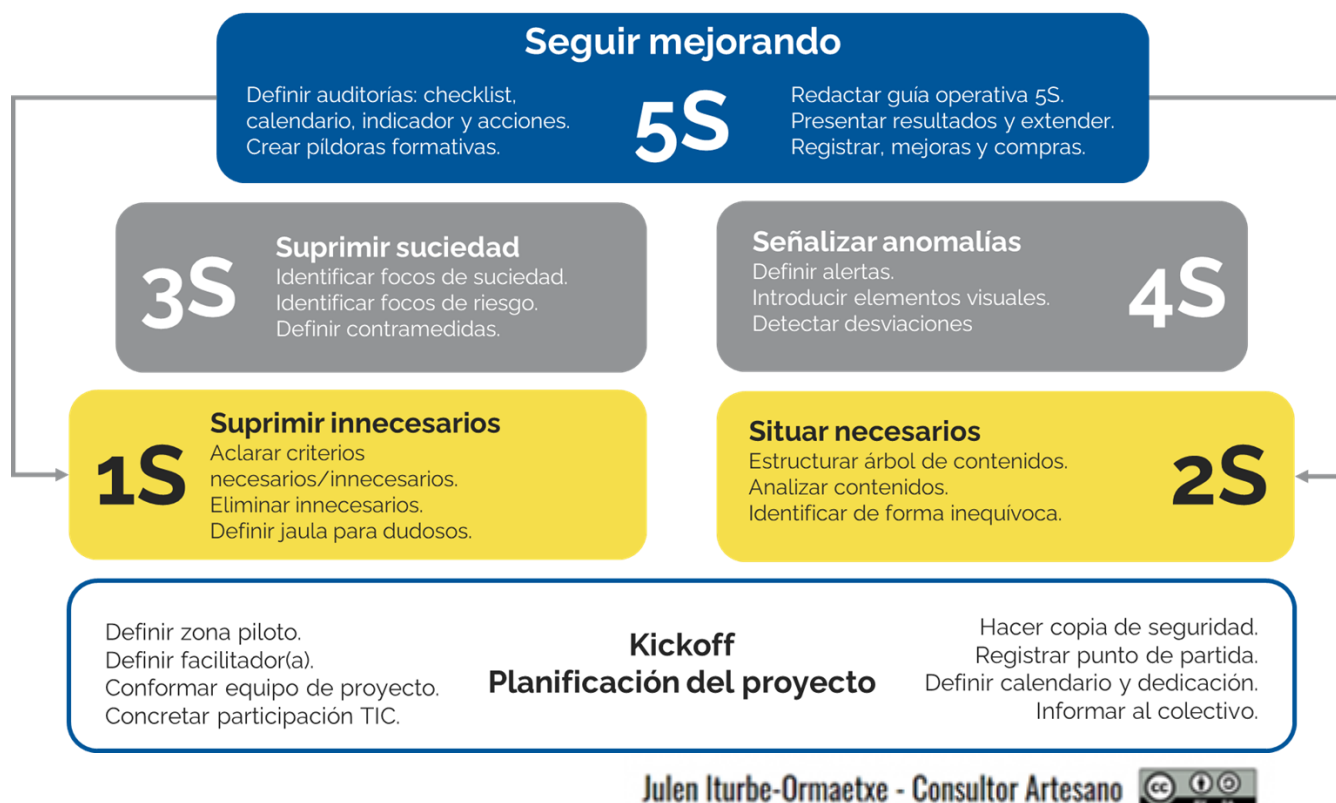 Seguir mejorando
Definir auditorías: checklist,
calendario, indicador y acciones.
Crear píldoras formativas.
5S
Redactar guía operativa 5S.
Presentar resultados y extender.
Registrar, mejoras y compras.
3S
Suprimir suciedad
Identificar focos de suciedad.
Identificar focos de riesgo.
Definir contramedidas.
Señalizar anomalías
Definir alertas.
Introducir elementos visuales.
Detectar desviaciones
4S
1S
Suprimir innecesarios
Aclarar criterios
necesarios/innecesarios.
Eliminar innecesarios.
Definir jaula para dudosos.
Situar necesarios
Estructurar árbol de contenidos.
Analizar contenidos.
Identificar de forma inequívoca.
2S
Definir zona piloto.
Definir facilitador(a).
Conformar equipo de proyecto.
Concretar participación TIC.
Kickoff
Planificación del proyecto
Hacer copia de seguridad.
Registrar punto de partida.
Definir calendario y dedicación.
Informar al colectivo.
Julen Iturbe-Ormaetxe - Consultor Artesano
cc